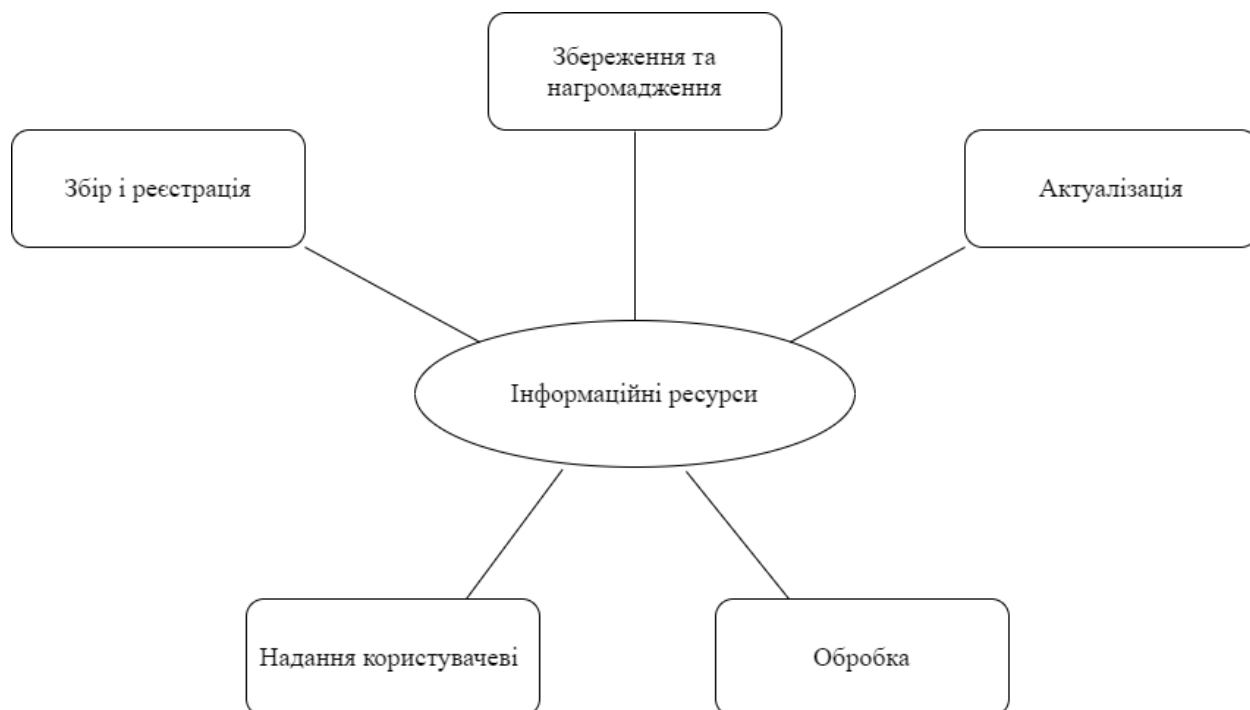 Збереження та
нагромадження
Збір і реєстрація
Актуалізація
Інформаційні ресурси
Надання користувачеві
Обробка